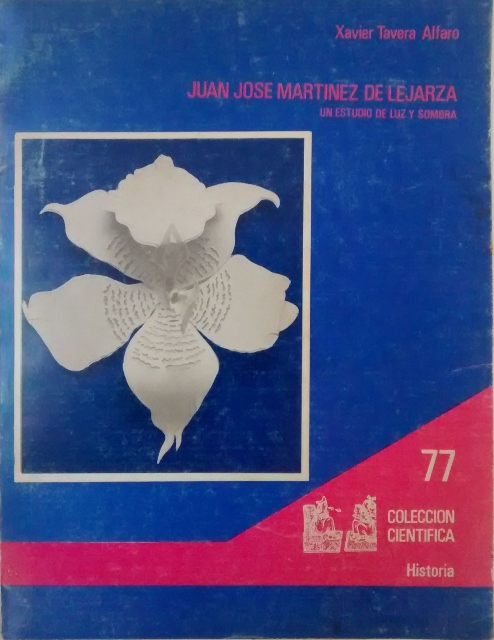 Xavier Tavera Alfaro
JUAN JOSE MARTINEZ DE LEJARZA
UN ESTUDIO DE LUZ Y SOMBRA
77
COLECCION
CIENTIFICA
Historia